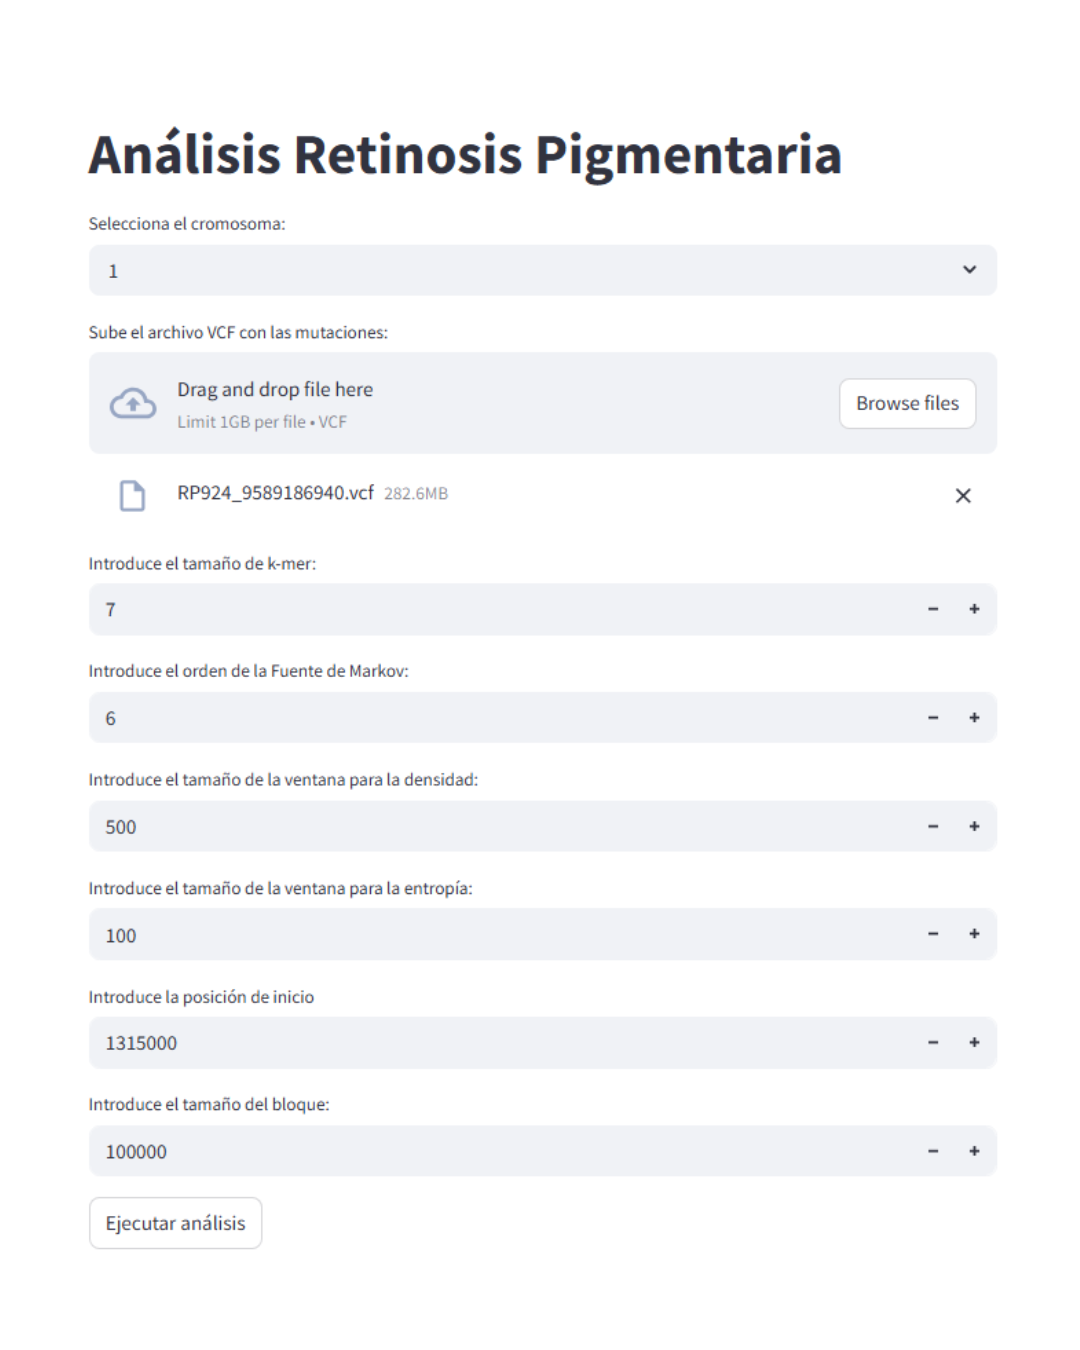 Análisis Retinosis Pigmentaria
Selecciona el cromosoma:
1
Sube el archivo VCF con las mutaciones:
Drag and drop file here
Limit 1GB per file • VCF
Browse files
RP924_9589186940.vcf 282.6MB
Introduce el tamaño de k-mer:
7
Introduce el orden de la Fuente de Markov:
6
Introduce el tamaño de la ventana para la densidad:
500
Introduce el tamaño de la ventana para la entropía:
100
Introduce la posición de inicio
1315000
Introduce el tamaño del bloque:
100000
Ejecutar análisis